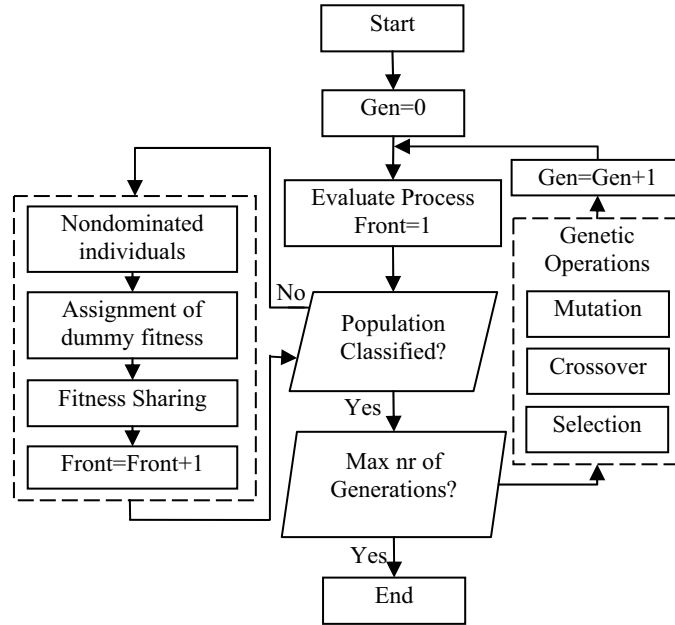 Start
Gen=0
Gen=Gen+1
Evaluate Process
Front=1
Nondominated
individuals
Assignment of
dummy fitness
Fitness Sharing
Front=Front+1
No
Population
Classified?
Yes
Max nr of
Generations?
Yes
End
Genetic
Operations
Mutation
Crossover
Selection